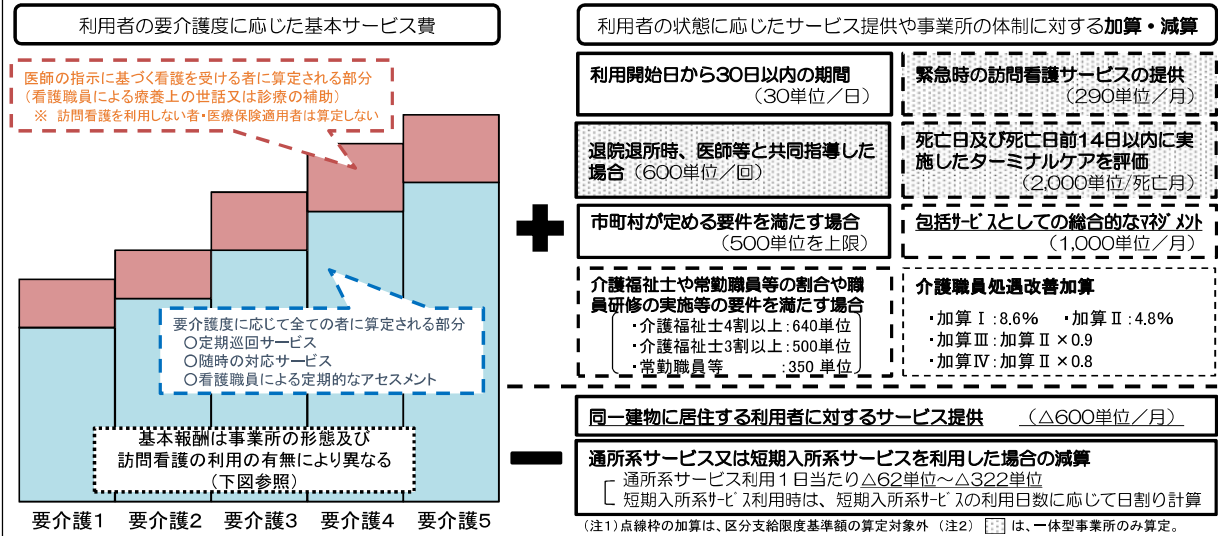 利用者の要介護度に応じた基本サービス費
医師の指示に基づく看護を受ける者に算定される部分
(看護職員による療養上の世話又は診療の補助)
※ 訪問看護を利用しない者・医療保険適用者は算定しない
要介護度に応じて全ての者に算定される部分
〇定期巡回サービス
〇随時の対応サービス
〇看護職員による定期的なアセスメント
基本報酬は事業所の形態及び
訪問看護の利用の有無により異なる
(下図参照)
要介護1 要介護2 要介護3 要介護4 要介護5
＋
利用者の状態に応じたサービス提供や事業所の体制に対する加算・減算
利用開始日から30日以内の期間
(30単位/日)
緊急時の訪問看護サービスの提供
(290単位/月)
退院退所時、医師等と共同指導した
場合(600単位/回)
死亡日及び死亡日前14日以内に実
施したターミナルケアを評価
(2,000単位/死亡月)
市町村が定める要件を満たす場合
(500単位を上限)
包括サービスとしての総合的なマネジメント
(1,000単位/月)
介護福祉士や常勤職員等の割合や職
員研修の実施等の要件を満たす場合
・介護福祉士4割以上:640単位
・介護福祉士3割以上:500単位
・常勤職員等 :350 単位
介護職員処遇改善加算
・加算Ⅰ:8.6% ・加算Ⅱ:4.8%
・加算Ⅲ:加算Ⅱ×0.9
・加算Ⅳ:加算Ⅱ×0.8
－
同一建物に居住する利用者に対するサービス提供 (△600単位/月)
通所系サービス又は短期入所系サービスを利用した場合の減算
通所系サービス利用1日当たり△62単位～△322単位
短期入所系サービス利用時は、短期入所系サービスの利用日数に応じて日割り計算
(注1)点線枠の加算は、区分支給限度基準額の算定対象外 (注2) は、一体型事業所のみ算定。